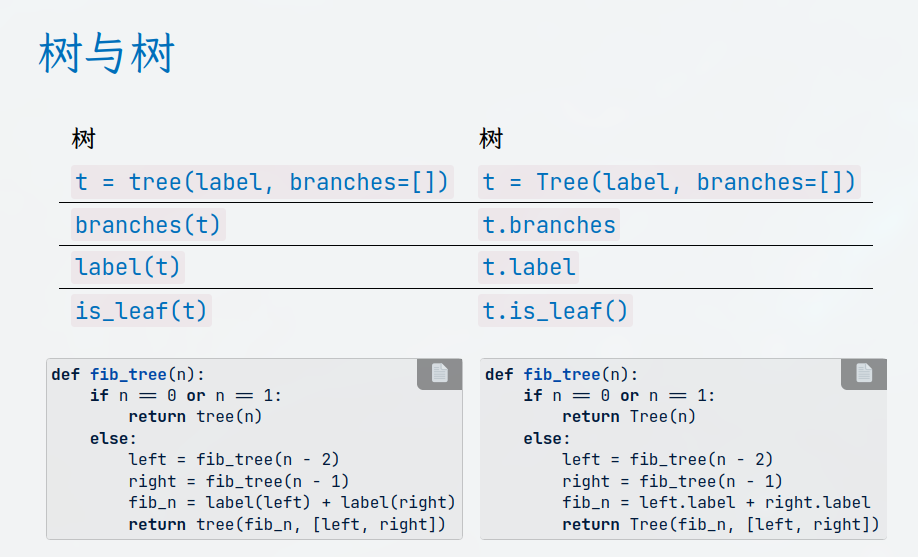 树与树
树 树
t = tree(label, branches=[]) t = Tree(label, branches=[])
branches(t) t.branches
label(t) t.label
is_leaf(t) t.is_leaf()
def fib_tree(n):
    if n == 0 or n == 1:
        return tree(n)
    else:
        left = fib_tree(n - 2)
        right = fib_tree(n - 1)
        fib_n = label(left) + label(right)
        return tree(fib_n, [left, right])
def fib_tree(n):
    if n == 0 or n == 1:
        return Tree(n)
    else:
        left = fib_tree(n - 2)
        right = fib_tree(n - 1)
        fib_n = left.label + right.label
        return Tree(fib_n, [left, right])